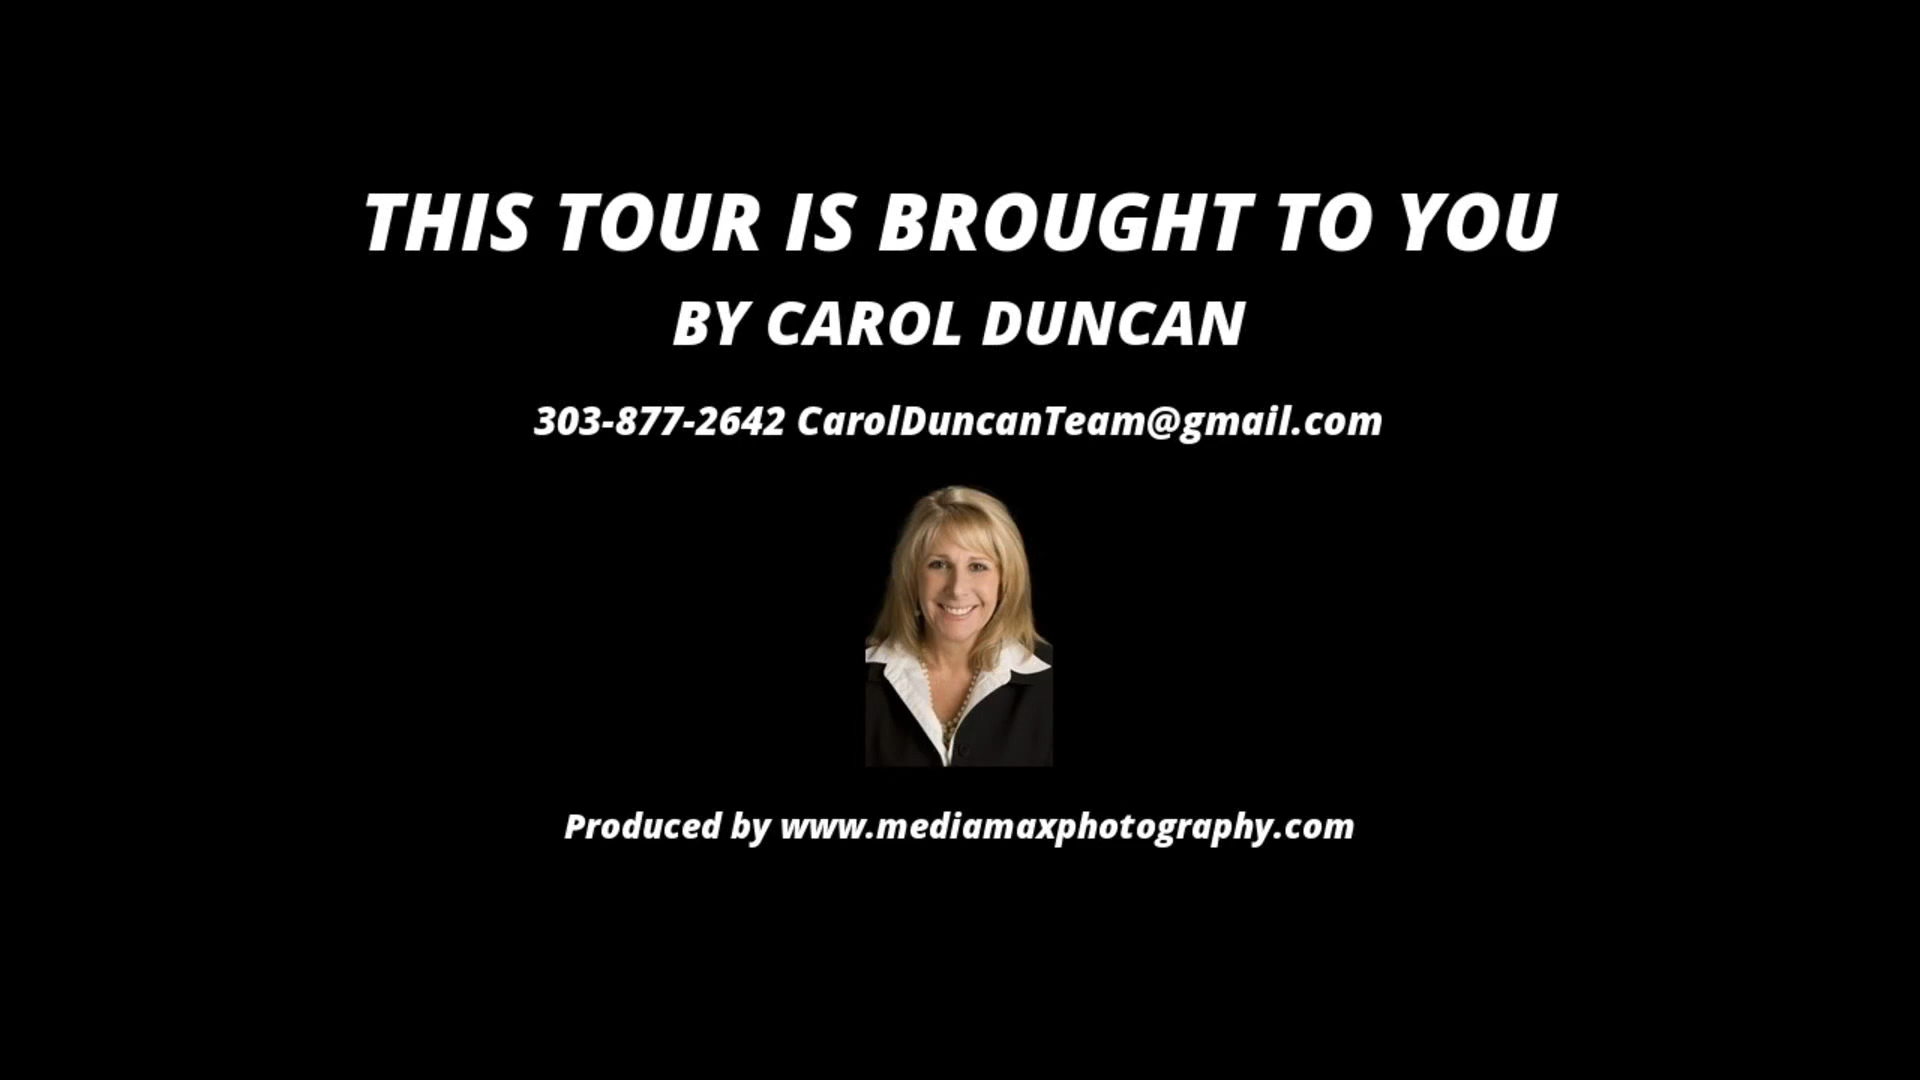 THIS TOUR IS BROUGHT TO YOU
BY CAROL DUNCAN
303-877-2642 CarolDuncanTeam@gmail.com
Produced by www.mediamaxphotography.com